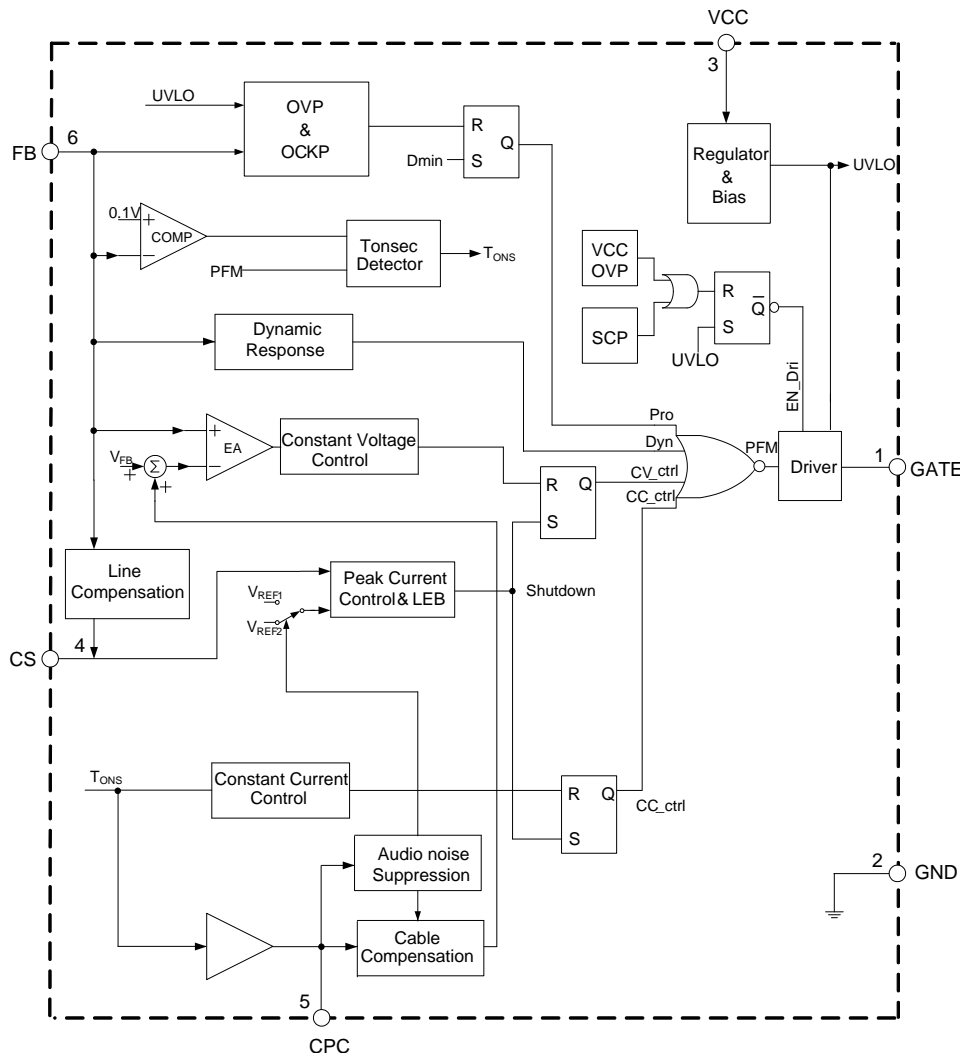 VCC
3
UVLO
OVP
&
OCKP
R
Q
S
Dmin
6
FB
Regulator
&
Bias
UVLO
0.1V
+
−
COMP
Tonsec
Detector
TONS
PFM
VCC
OVP
SCP
R
Q
S
UVLO
EN_Dri
Dynamic
Response
Pro
Dyn
CV_ctrl
CC_ctrl
PFM
Driver
1
GATE
+
−
EA
VFB
+
Σ
+
Constant Voltage
Control
R
Q
S
Line
Compensation
VREF1
VREF2
Peak Current
Control & LEB
Shutdown
4
CS
TONS
Constant Current
Control
R
Q
S
CC_ctrl
Audio noise
Suppression
Cable
Compensation
2
GND
5
CPC